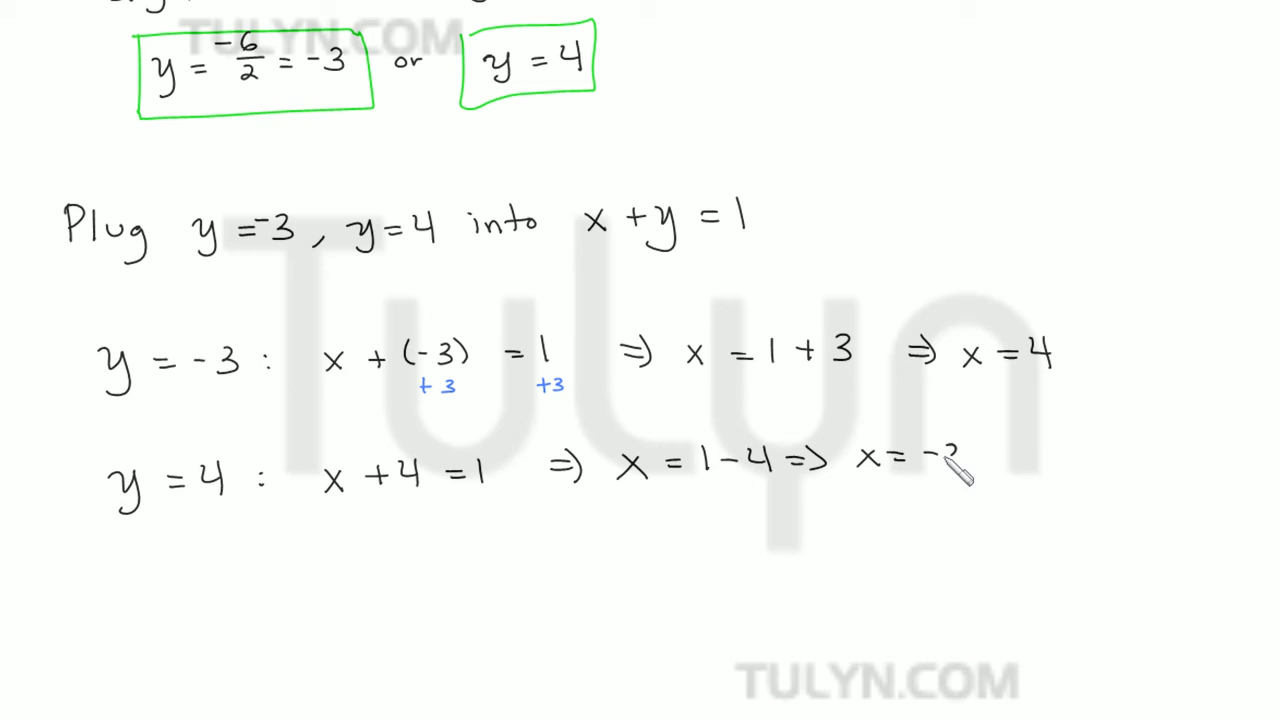 TULYN.COM
y = -6/2 = -3 or y = 4
Plug y = -3, y = 4 into x + y = 1
Tulyn
y = -3 : x + (-3) = 1 ⇒ x = 1 + 3 ⇒ x = 4
+3 +3
y = 4 : x + 4 = 1 ⇒ x = 1 - 4 ⇒ x = -
TULYN.COM